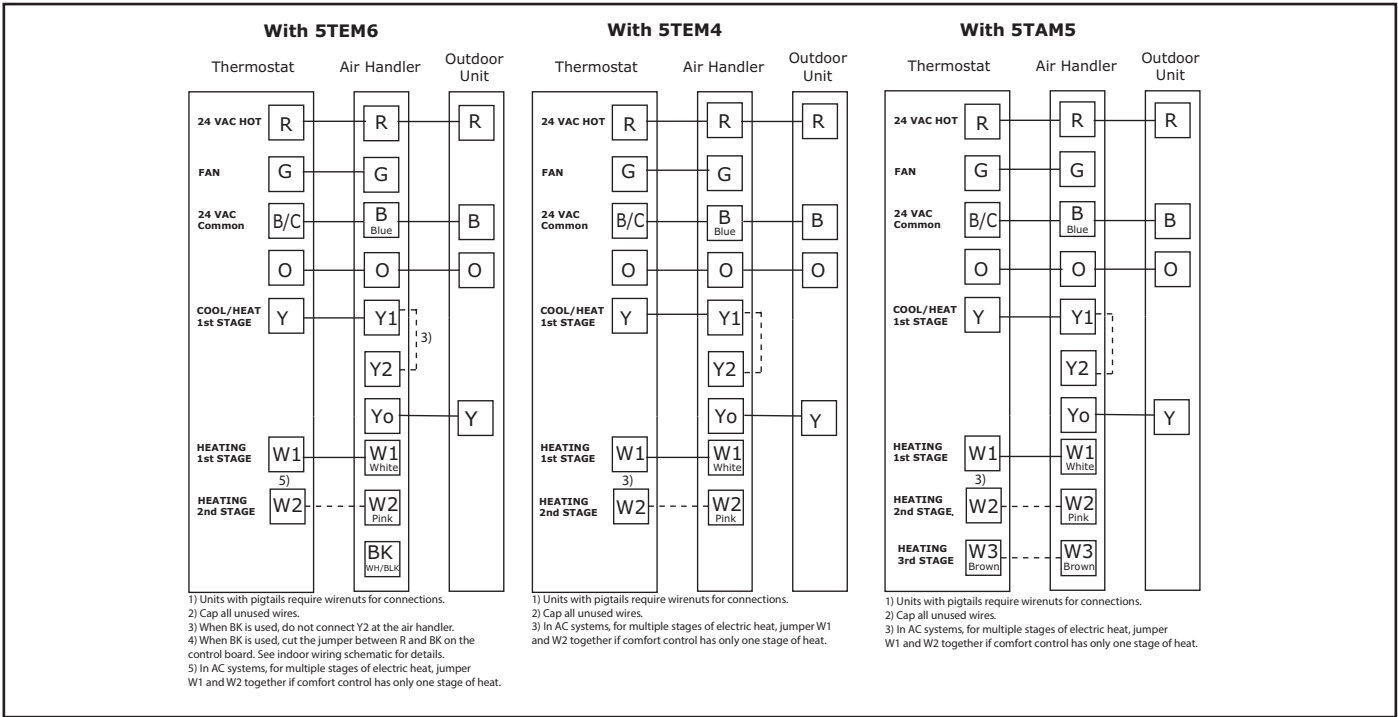 With 5TEM6
Thermostat
Air Handler
Outdoor
Unit
24 VAC HOT
R
R
R
FAN
G
G
24 VAC
Common
B/C
B
Blue
B
O
O
O
COOL/HEAT
1st STAGE
Y
Y1
3)
Y2
Yo
Y
HEATING
1st STAGE
W1
W1
White
5)
HEATING
2nd STAGE
W2
W2
Pink
BK
WH/BLK
1) Units with pigtails require wirenuts for connections.
2) Cap all unused wires.
3) When BK is used, do not connect Y2 at the air handler.
4) When BK is used, cut the jumper between R and BK on the
control board. See indoor wiring schematic for details.
5) In AC systems, for multiple stages of electric heat, jumper
W1 and W2 together if comfort control has only one stage of heat.
With 5TEM4
Thermostat
Air Handler
Outdoor
Unit
24 VAC HOT
R
R
R
FAN
G
G
24 VAC
Common
B/C
B
Blue
B
O
O
O
COOL/HEAT
1st STAGE
Y
Y1
Y2
Yo
Y
HEATING
1st STAGE
W1
W1
White
3)
HEATING
2nd STAGE
W2
W2
Pink
1) Units with pigtails require wirenuts for connections.
2) Cap all unused wires.
3) In AC systems, for multiple stages of electric heat, jumper W1
and W2 together if comfort control has only one stage of heat.
With 5TAM5
Thermostat
Air Handler
Outdoor
Unit
24 VAC HOT
R
R
R
FAN
G
G
24 VAC
Common
B/C
B
Blue
B
O
O
O
COOL/HEAT
1st STAGE
Y
Y1
Y2
Yo
Y
HEATING
1st STAGE
W1
W1
White
3)
HEATING
2nd STAGE.
W2
W2
Pink
HEATING
3rd STAGE
W3
Brown
W3
Brown
1) Units with pigtails require wirenuts for connections.
2) Cap all unused wires.
3) In AC systems, for multiple stages of electric heat, jumper
W1 and W2 together if comfort control has only one stage of heat.